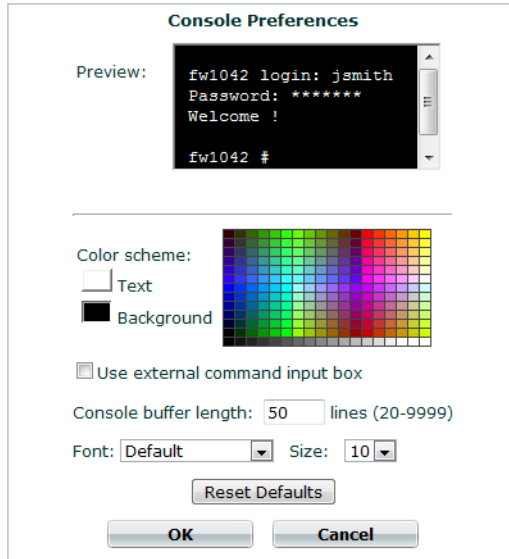 Console Preferences
Preview:
fw1042 login: jsmith
Password: *******
Welcome !
fw1042 #
Color scheme:
Text
Background
Use external command input box
Console buffer length: 50 lines (20-9999)
Font: Default Size: 10
Reset Defaults
OK Cancel